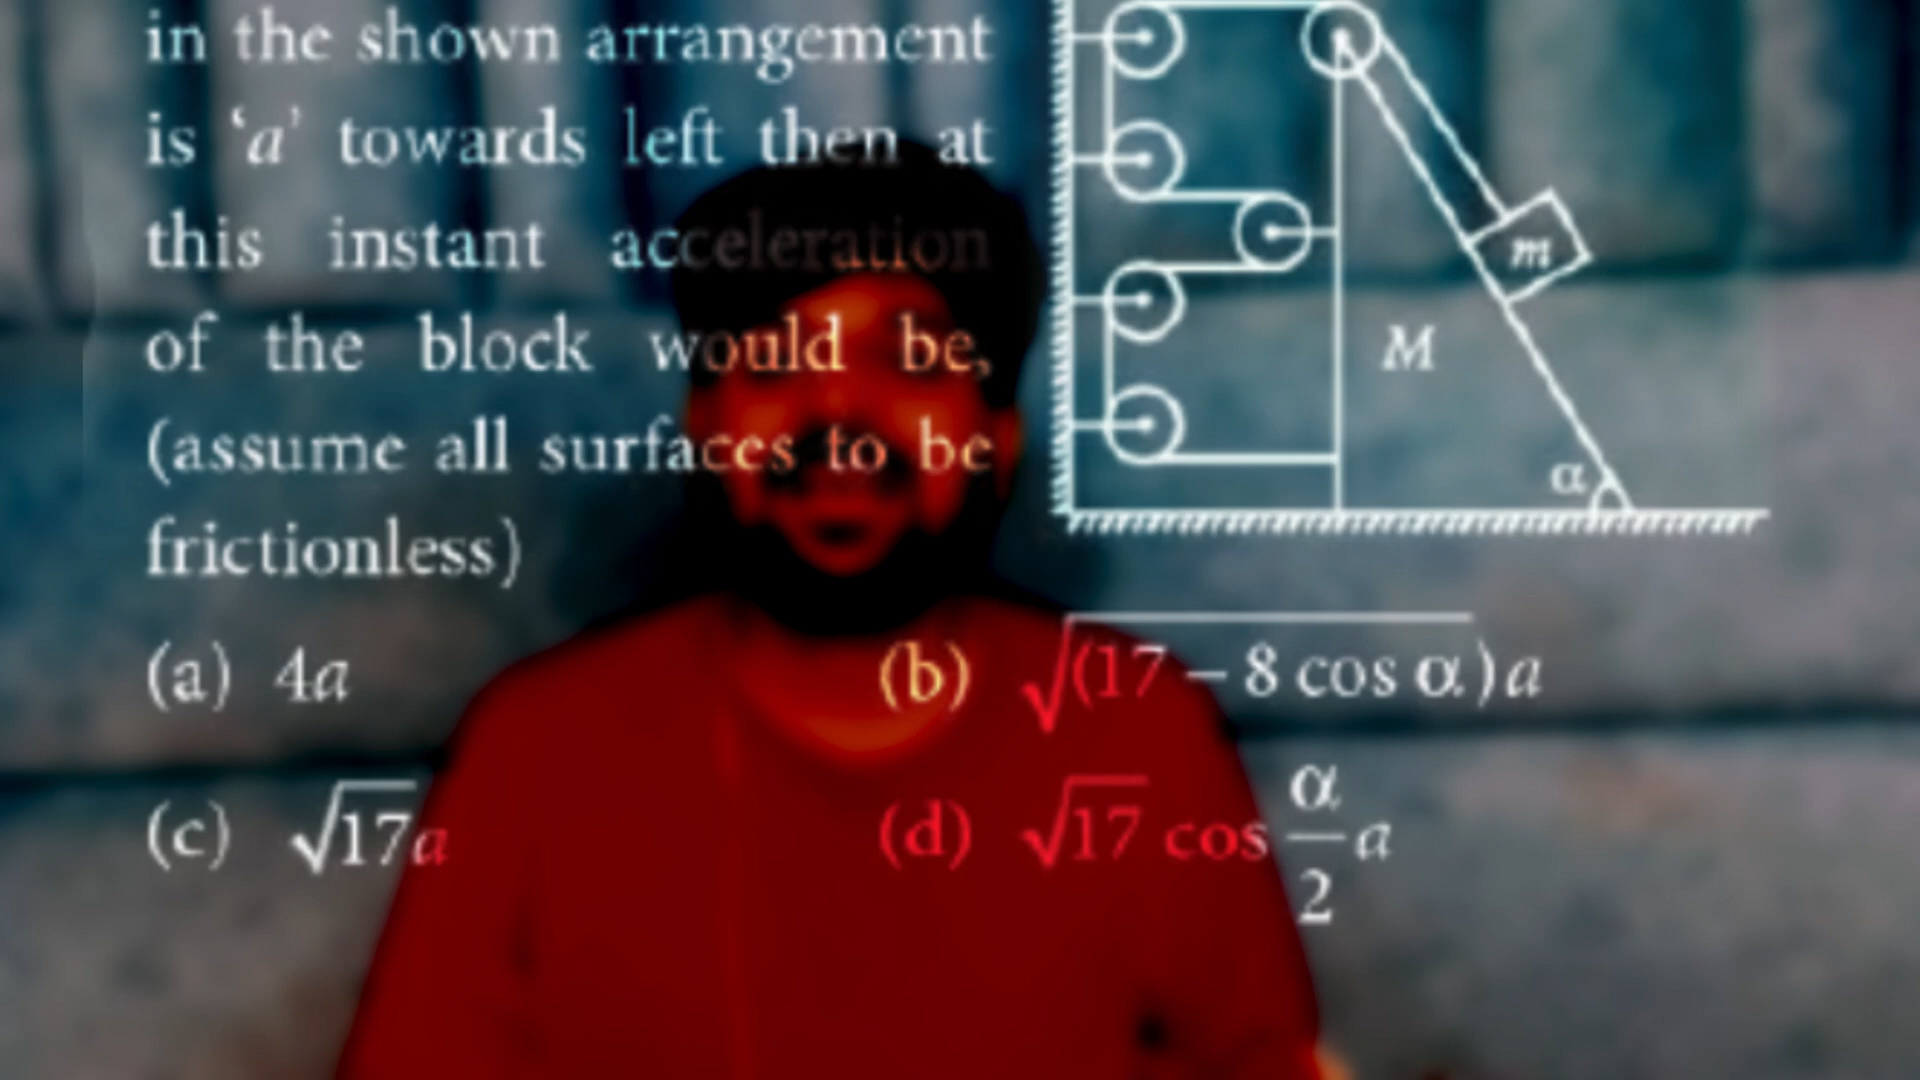 in the shown arrangement
is ‘a’ towards left then at
this instant acceleration
of the block would be,
(assume all surfaces to be
frictionless)
m
M
α
(a) 4a (b) √(17 – 8 cos α) a
(c) √17 a (d) √17 cos α/2 a